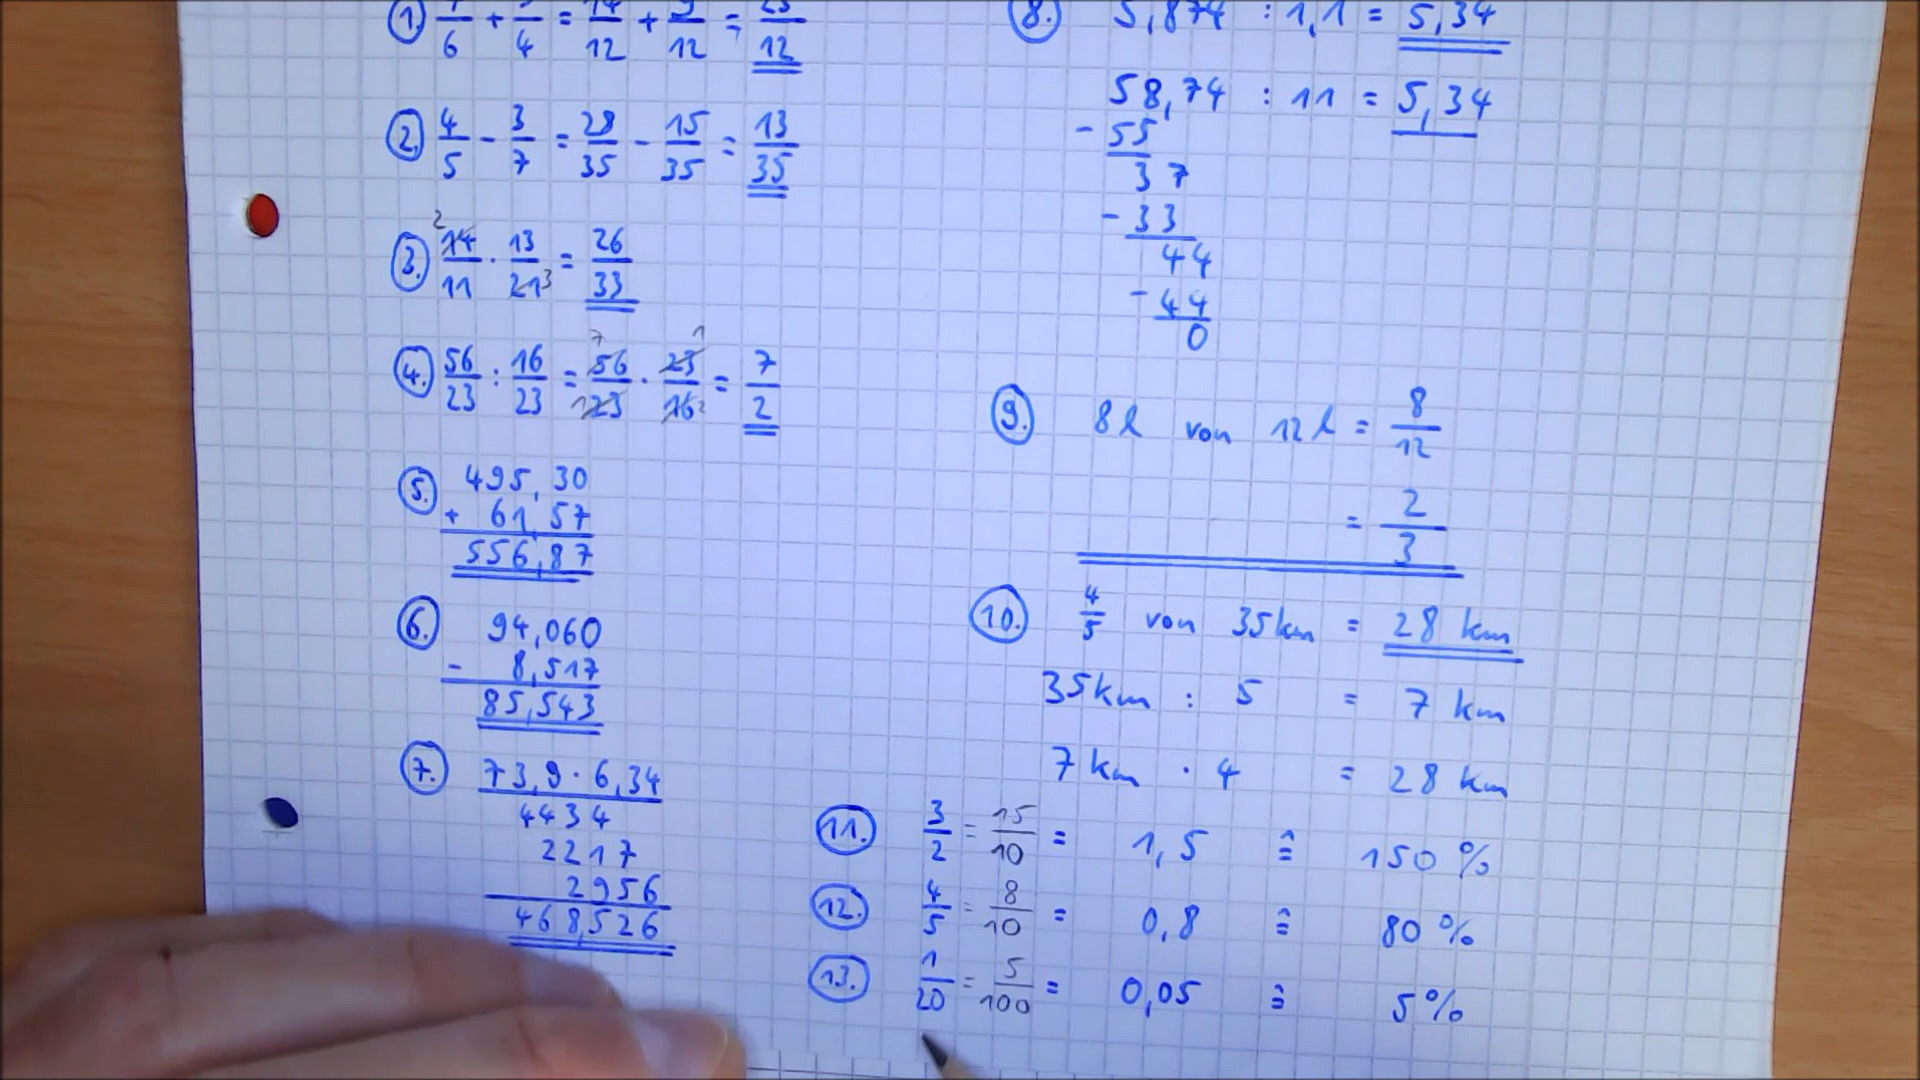 1. 7/6 + 3/4 = 14/12 + 9/12 = 23/12
2. 4/5 - 3/7 = 28/35 - 15/35 = 13/35
3. 14/11 · 13/21 = 26/33
2
3
4. 56/23 : 16/23 = 56/23 · 23/16 = 7/2
7 1
1 2
5. 495,30
+ 61,57
556,87
6. 94,060
- 8,517
85,543
7. 73,9 · 6,34
4434
2217
2956
468,526
8. 5,874 : 1,1 = 5,34
58,74 : 11 = 5,34
- 55
37
- 33
44
- 44
0
9. 8l von 12l = 8/12
= 2/3
10. 4/5 von 35km = 28 km
35km : 5 = 7 km
7km · 4 = 28 km
11. 3/2 = 15/10 = 1,5 ≙ 150 %
12. 4/5 = 8/10 = 0,8 ≙ 80 %
13. 1/20 = 5/100 = 0,05 ≙ 5 %